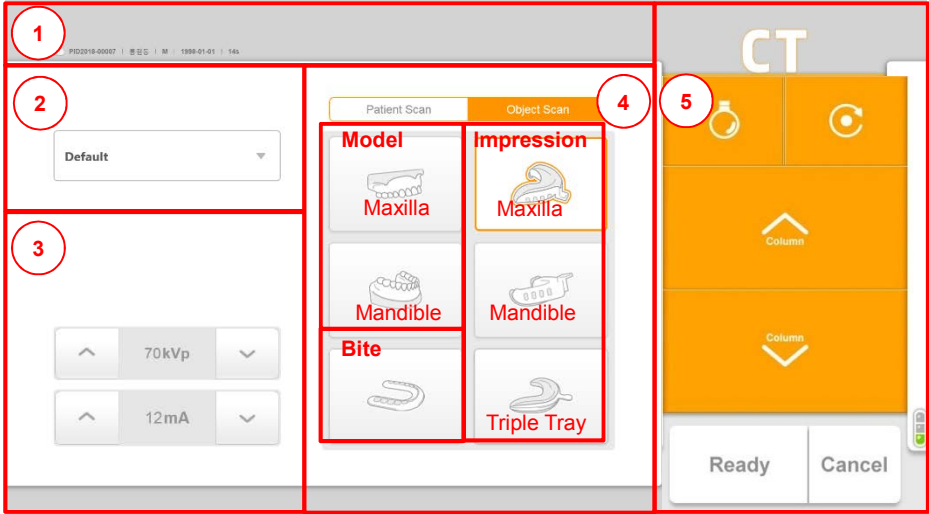 1
PID2018-00007 | 홍길동 | M | 1998-01-01 | 14s
CT
2
Default
3
70kVp
12mA
Patient Scan
Object Scan
4
Model
Impression
Maxilla
Maxilla
Mandible
Mandible
Bite
Triple Tray
5
Column
Column
Ready
Cancel